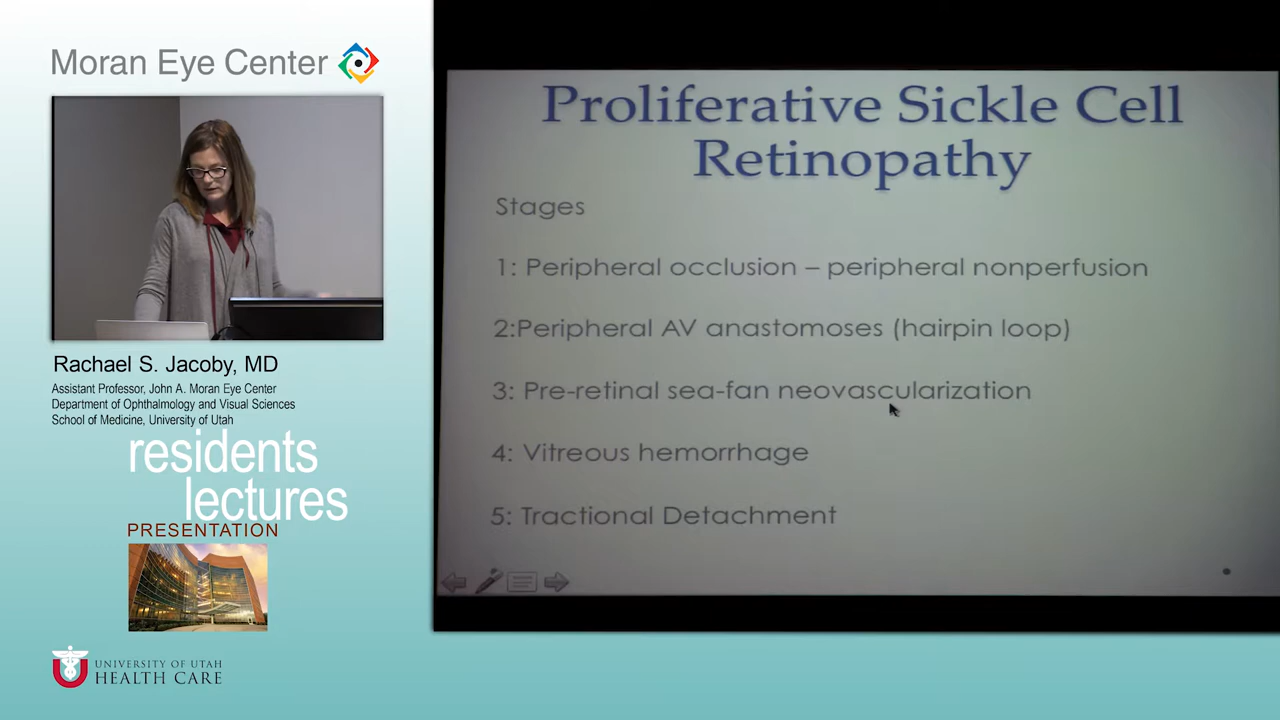 Moran Eye Center
Rachael S. Jacoby, MD
Assistant Professor, John A. Moran Eye Center
Department of Ophthalmology and Visual Sciences
School of Medicine, University of Utah
residents
lectures
PRESENTATION
UNIVERSITY OF UTAH
HEALTH CARE
Proliferative Sickle Cell
Retinopathy
Stages
1: Peripheral occlusion – peripheral nonperfusion
2:Peripheral AV anastomoses (hairpin loop)
3: Pre-retinal sea-fan neovascularization
4: Vitreous hemorrhage
5: Tractional Detachment